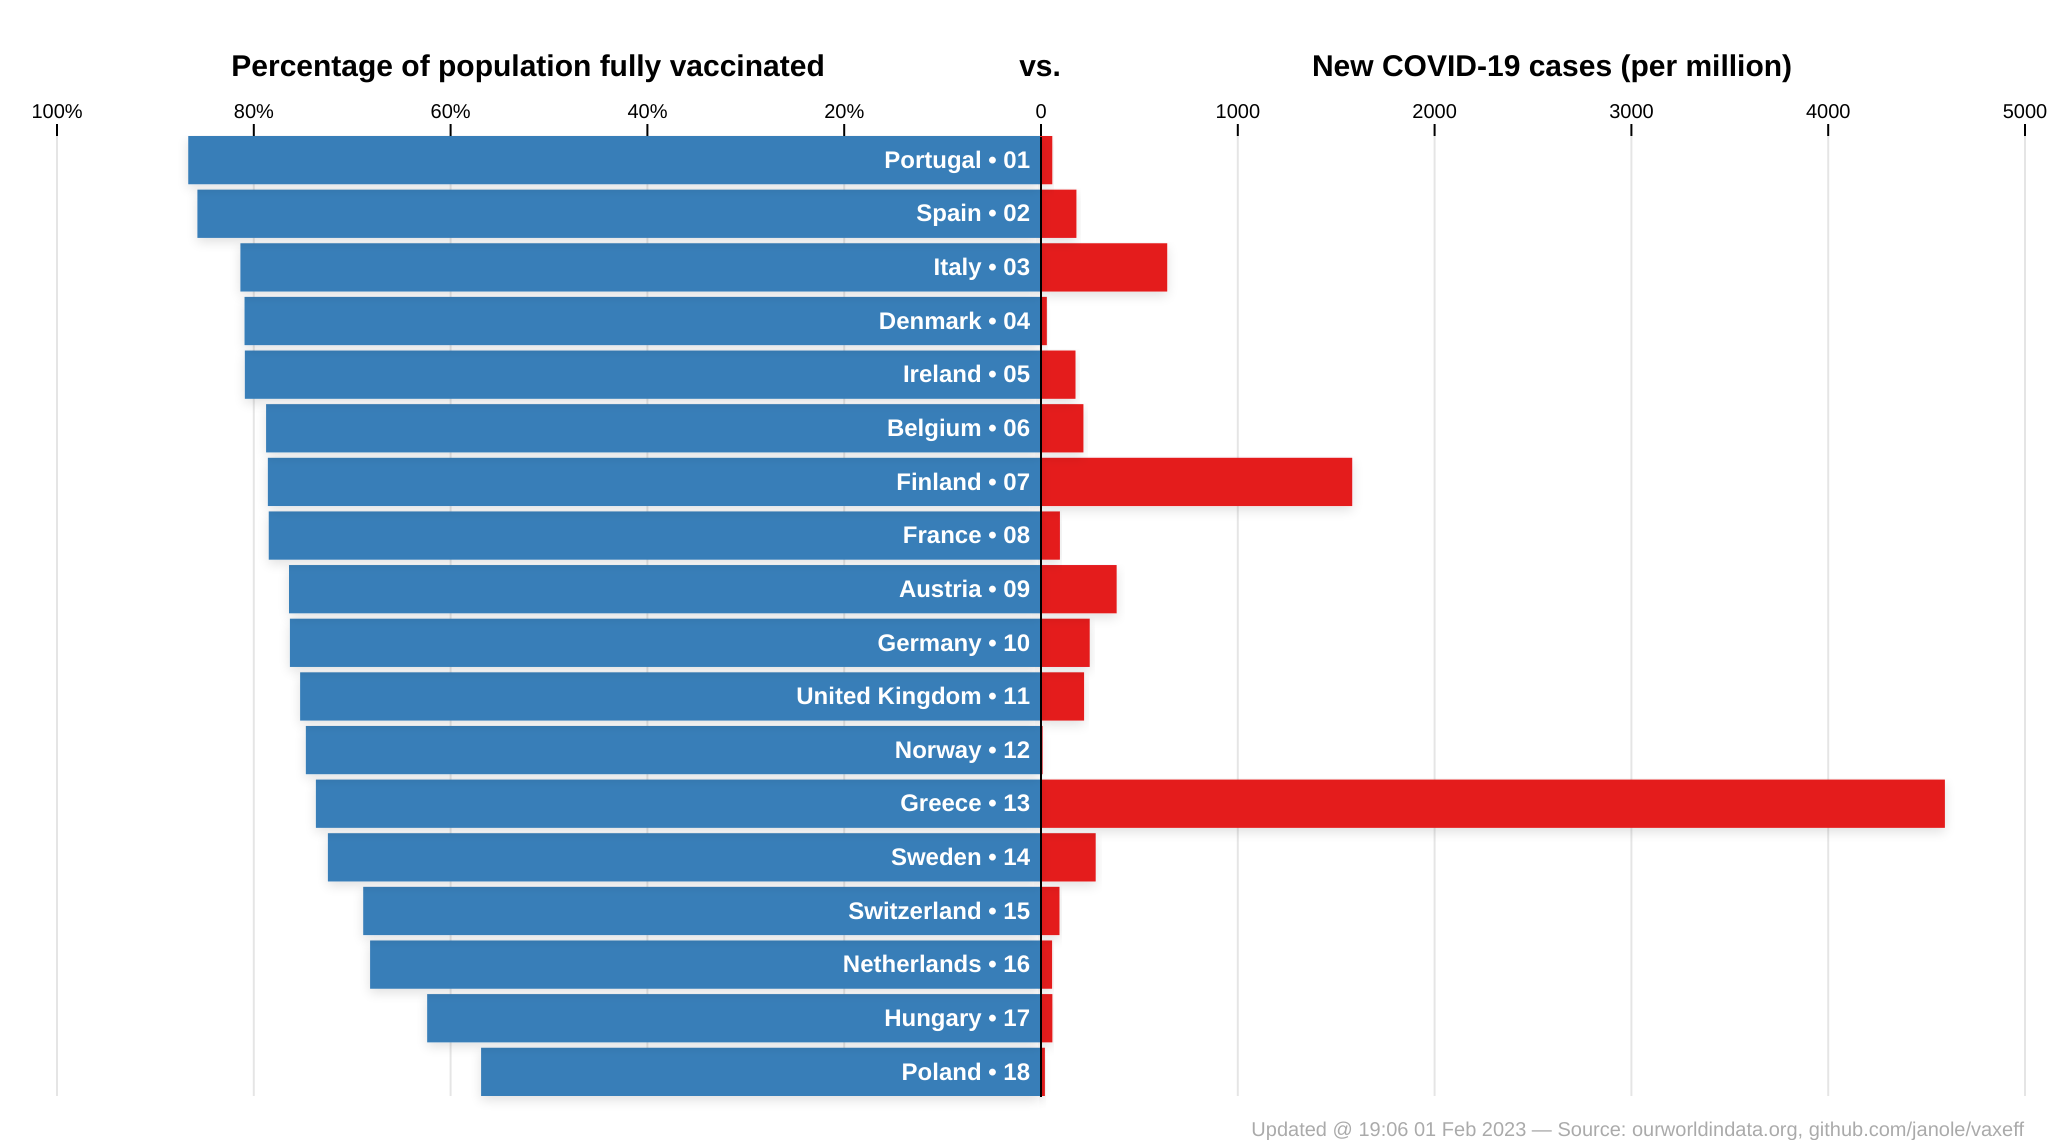 Percentage of population fully vaccinated vs. New COVID-19 cases (per million)
100% 80% 60% 40% 20% 0 1000 2000 3000 4000 5000
Portugal • 01
Spain • 02
Italy • 03
Denmark • 04
Ireland • 05
Belgium • 06
Finland • 07
France • 08
Austria • 09
Germany • 10
United Kingdom • 11
Norway • 12
Greece • 13
Sweden • 14
Switzerland • 15
Netherlands • 16
Hungary • 17
Poland • 18
Updated @ 19:06 01 Feb 2023 — Source: ourworldindata.org, github.com/janole/vaxeff